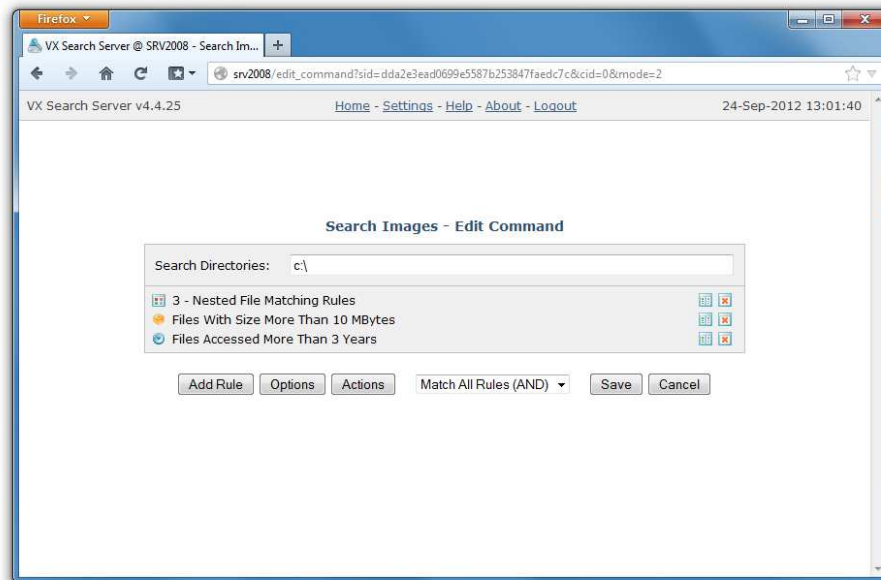 Firefox
VX Search Server @ SRV2008 - Search Im...
srv2008/edit_command?sid=dda2e3ead0699e5587b253847faedc7c&cid=0&mode=2
VX Search Server v4.4.25 Home - Settings - Help - About - Logout 24-Sep-2012 13:01:40
Search Images - Edit Command
Search Directories: c:\
3 - Nested File Matching Rules
Files With Size More Than 10 MBytes
Files Accessed More Than 3 Years
Add Rule Options Actions Match All Rules (AND) Save Cancel